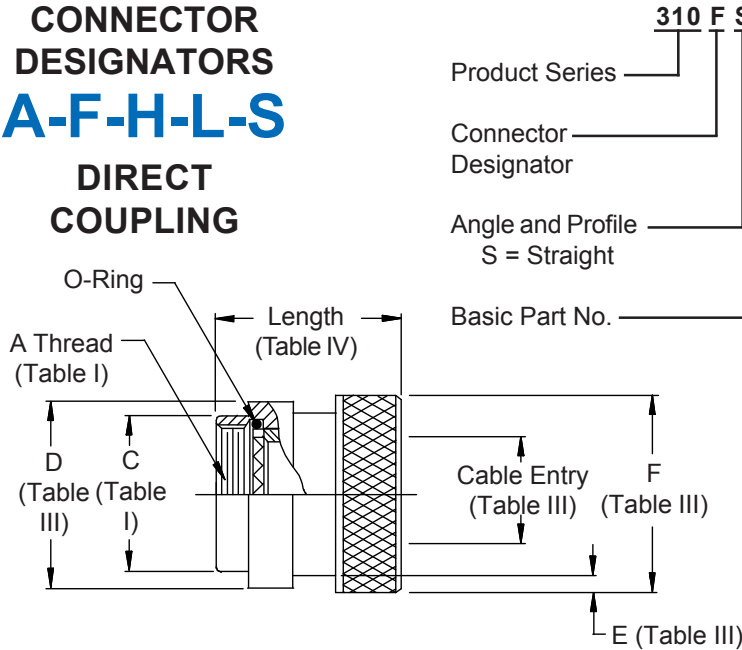 CONNECTOR
DESIGNATORS
A-F-H-L-S
DIRECT
COUPLING
310 F S
Product Series
Connector
Designator
Angle and Profile
S = Straight
Basic Part No.
O-Ring
A Thread
(Table I)
Length
(Table IV)
D
(Table
III)
C
(Table
I)
Cable Entry
(Table III)
F
(Table III)
E (Table III)